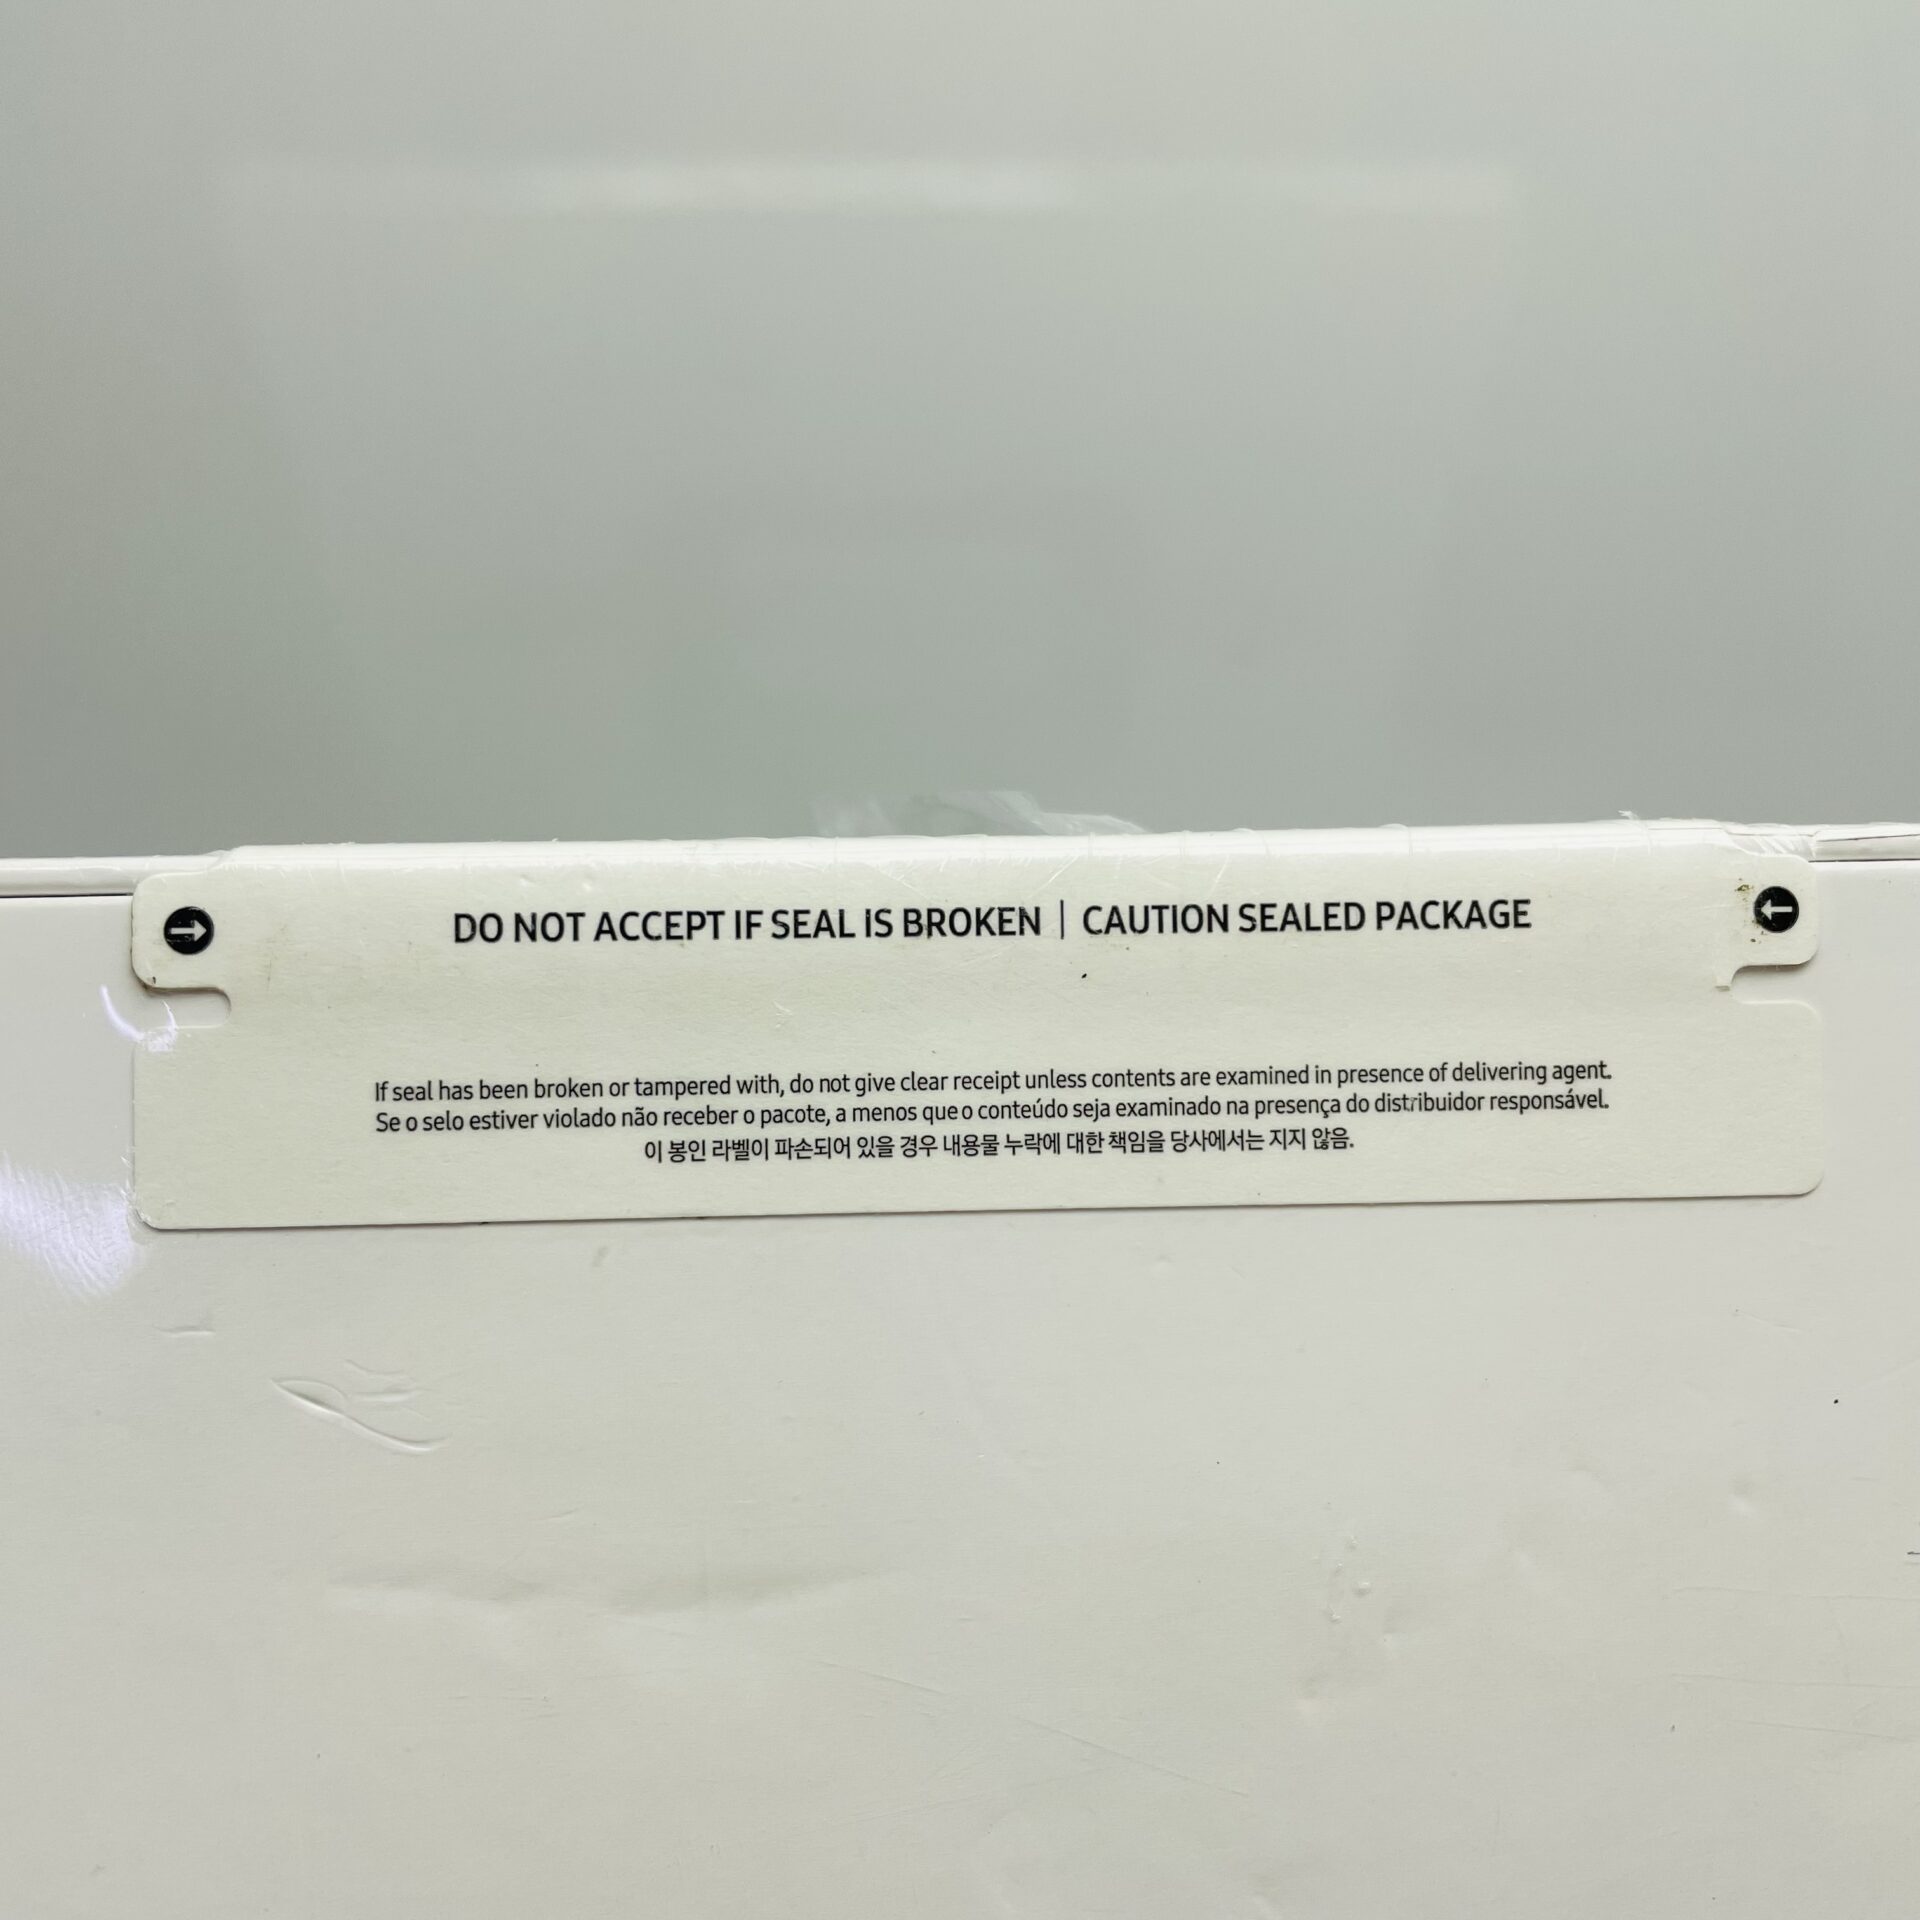 DO NOT ACCEPT IF SEAL IS BROKEN | CAUTION SEALED PACKAGE
If seal has been broken or tampered with, do not give clear receipt unless contents are examined in presence of delivering agent.
Se o selo estiver violado não receber o pacote, a menos que o conteúdo seja examinado na presença do distribuidor responsável.
이 봉인 라벨이 파손되어 있을 경우 내용물 누락에 대한 책임을 당사에서는 지지 않음.